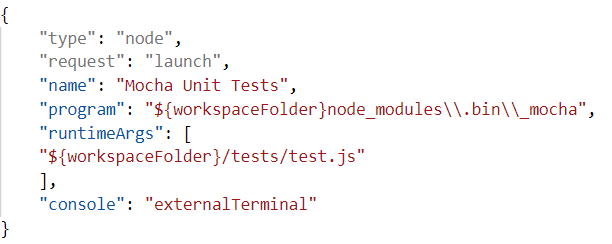 {
"type": "node",
"request": "launch",
"name": "Mocha Unit Tests",
"program": "${workspaceFolder}node_modules\\.bin\\_mocha",
"runtimeArgs": [
"${workspaceFolder}/tests/test.js"
],
"console": "externalTerminal"
}